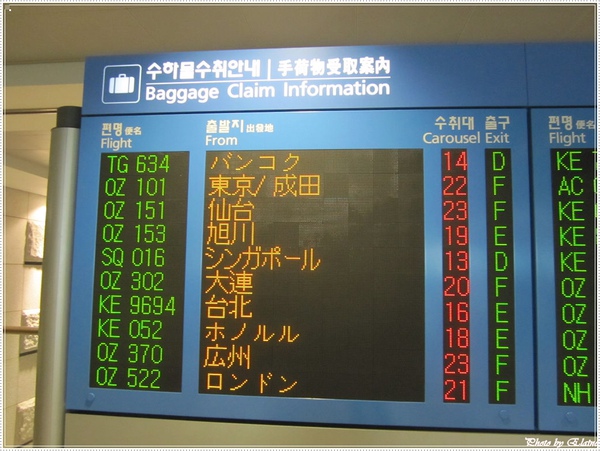 수하물수취안내 | 手荷物受取案內
Baggage Claim Information
편명 便名 출발지 出發地 수취대 출구 편명 便名
Flight From Carousel Exit Flight
TG 634 バンコク 14 D KE
OZ 101 東京/成田 22 F AC
OZ 151 仙台 23 F KE
OZ 153 旭川 19 E KE
SQ 016 シンガポール 13 D KE
OZ 302 大連 20 F OZ
KE 9694 台北 16 E OZ
KE 052 ホノルル 18 E OZ
OZ 370 広州 23 F OZ
OZ 522 ロンドン 21 F NH
Photo by Elaine